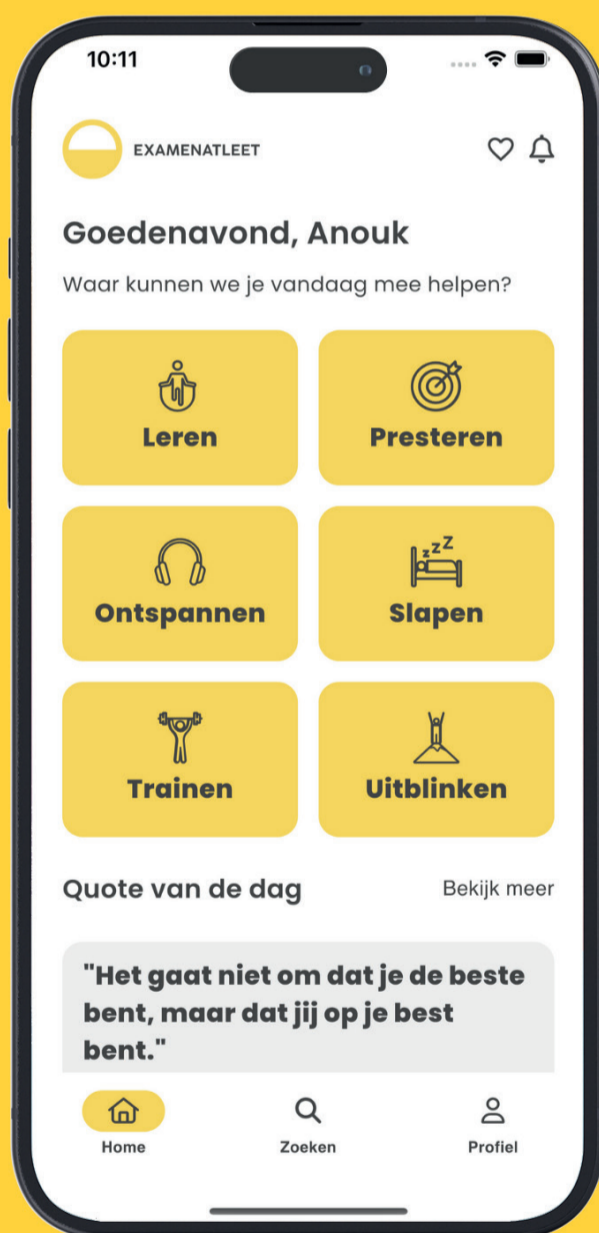 10:11
EXAMENATLEET
Goedenavond, Anouk
Waar kunnen we je vandaag mee helpen?
Leren
Presteren
zzZ
Ontspannen
Slapen
Trainen
Uitblinken
Quote van de dag
Bekijk meer
"Het gaat niet om dat je de beste
bent, maar dat jij op je best
bent."
Home
Zoeken
Profiel